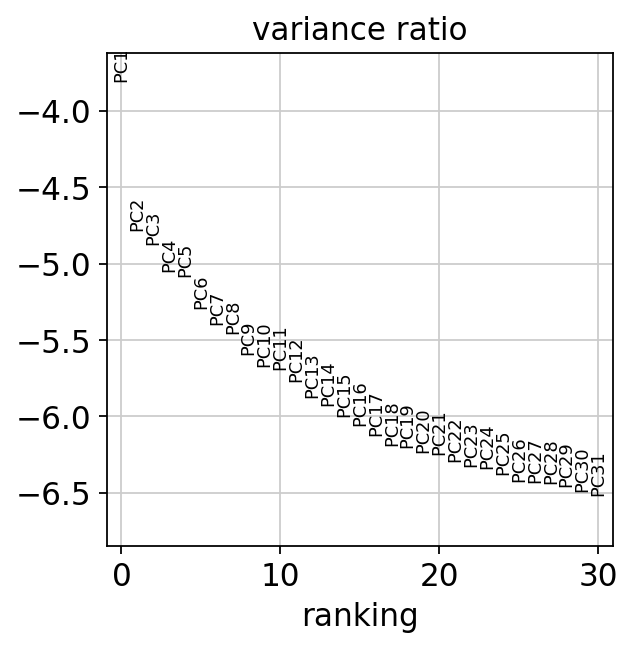 variance ratio
−4.0
−4.5
−5.0
−5.5
−6.0
−6.5
PC1
PC2
PC3
PC4
PC5
PC6
PC7
PC8
PC9
PC10
PC11
PC12
PC13
PC14
PC15
PC16
PC17
PC18
PC19
PC20
PC21
PC22
PC23
PC24
PC25
PC26
PC27
PC28
PC29
PC30
PC31
0 10 20 30
ranking